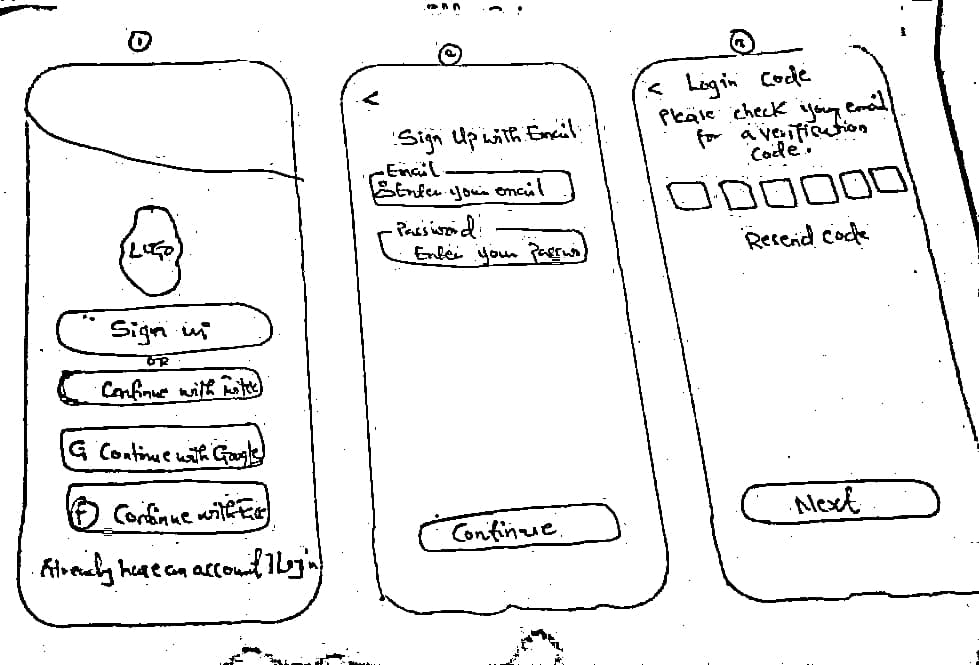 1
LOGO
Sign in
OR
Continue with
G Continue with Google
f Continue with
Already have an account? Login
2
<
Sign Up with Email
Email
Enter your email
Password
Enter your
Continue
3
< Login Code
Please check your email
for a verification
Code.
Resend code
Next